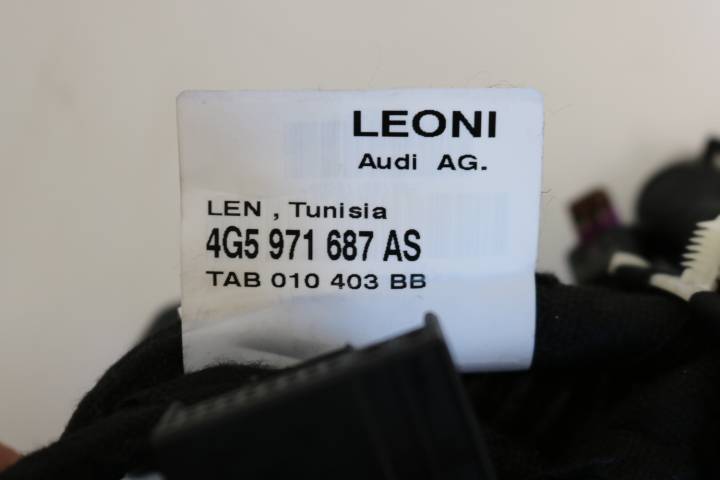 LEONI
Audi AG.
LEN , Tunisia
4G5 971 687 AS
TAB 010 403 BB